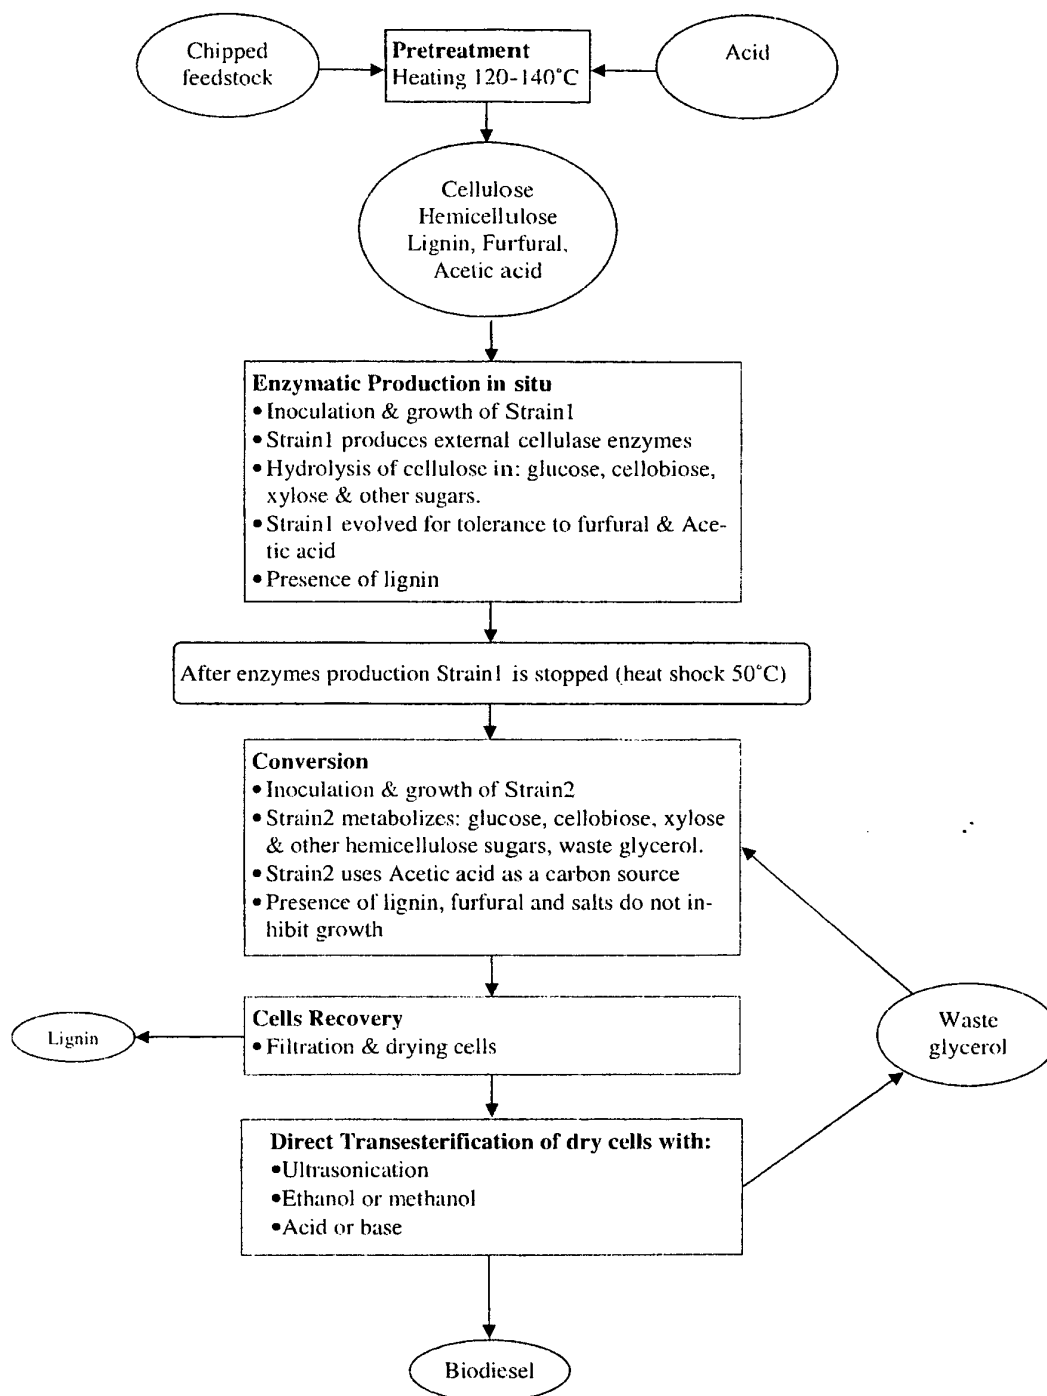 Chipped
feedstock
Pretreatment
Heating 120-140°C
Acid
Cellulose
Hemicellulose
Lignin, Furfural,
Acetic acid
Enzymatic Production in situ
• Inoculation & growth of Strain1
• Strain1 produces external cellulase enzymes
• Hydrolysis of cellulose in: glucose, cellobiose,
xylose & other sugars.
• Strain1 evolved for tolerance to furfural & Ace-
tic acid
• Presence of lignin
After enzymes production Strain1 is stopped (heat shock 50°C)
Conversion
• Inoculation & growth of Strain2
• Strain2 metabolizes: glucose, cellobiose, xylose
& other hemicellulose sugars, waste glycerol.
• Strain2 uses Acetic acid as a carbon source
• Presence of lignin, furfural and salts do not in-
hibit growth
Lignin
Cells Recovery
• Filtration & drying cells
Waste
glycerol
Direct Transesterification of dry cells with:
•Ultrasonication
•Ethanol or methanol
•Acid or base
Biodiesel